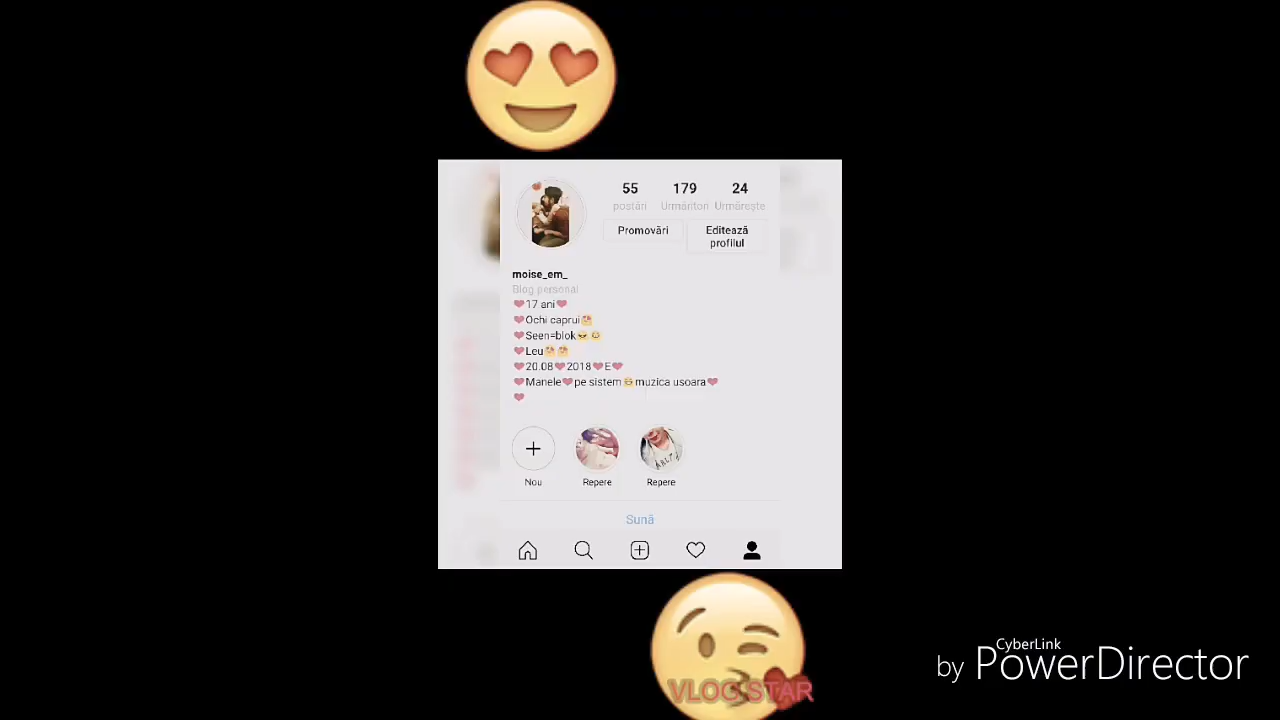 55 179 24
postări Urmăritori Urmărește
Promovări Editează
profilul
moise_em_
Blog personal
❤17 ani❤
❤Ochi caprui😍
❤Seen=blok😎😊
❤Leu😍😍
❤20.08❤2018❤E❤
❤Manele❤pe sistem😊muzica usoara❤
❤
Nou Repere Repere
Sună
CyberLink
by PowerDirector
VLOG STAR